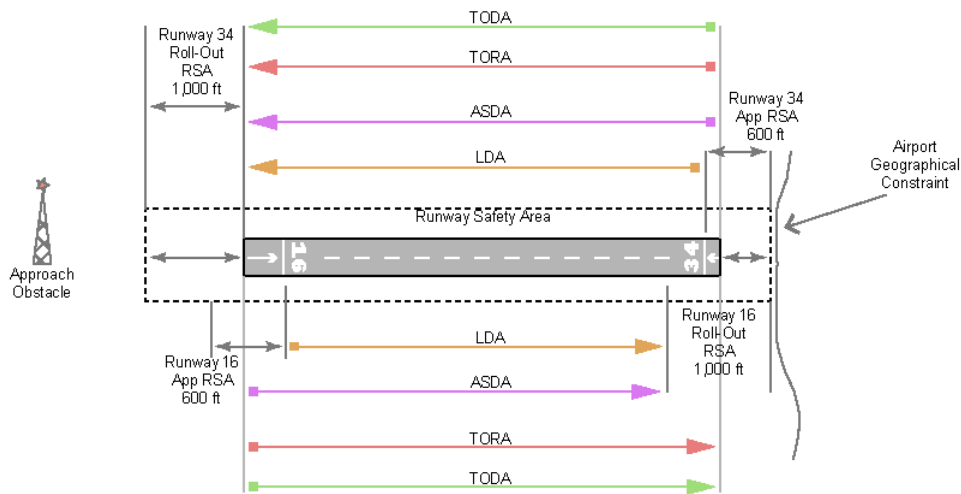 TODA
Runway 34
Roll-Out
RSA
1,000 ft
TORA
ASDA
Runway 34
App RSA
600 ft
LDA
Airport
Geographical
Constraint
Runway Safety Area
16
34
Approach
Obstacle
Runway 16
App RSA
600 ft
LDA
Runway 16
Roll-Out
RSA
1,000 ft
ASDA
TORA
TODA